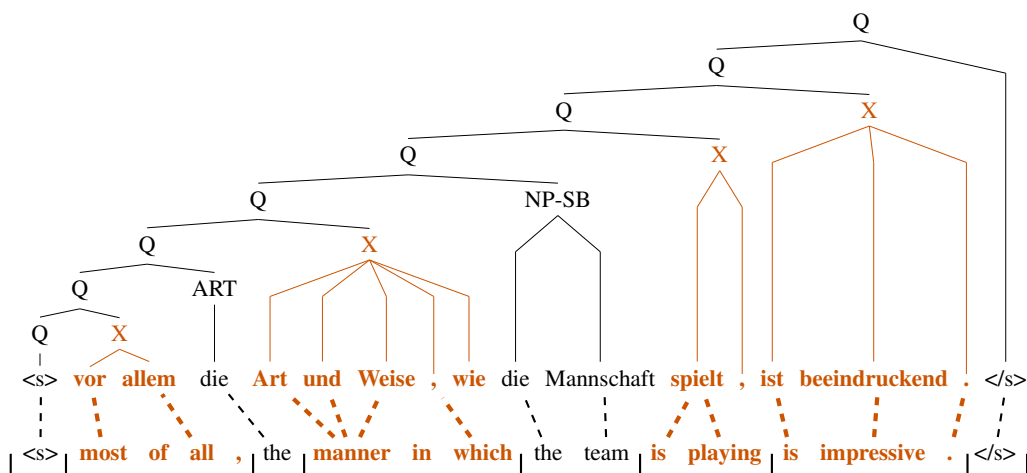 Q
Q
Q X
Q X
Q NP-SB
Q X
Q ART
Q X
<s> vor allem die Art und Weise , wie die Mannschaft spielt , ist beeindruckend . </s>
| <s> | most of all , | the | manner in which | the team | is playing | is impressive . | </s> |